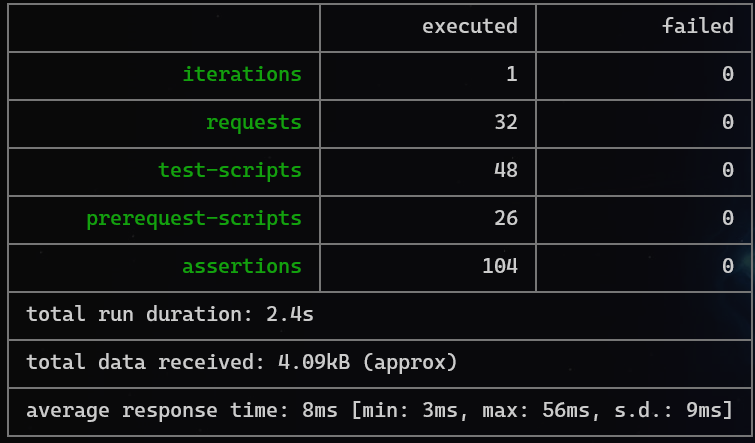 executed failed
iterations 1 0
requests 32 0
test-scripts 48 0
prerequest-scripts 26 0
assertions 104 0
total run duration: 2.4s
total data received: 4.09kB (approx)
average response time: 8ms [min: 3ms, max: 56ms, s.d.: 9ms]